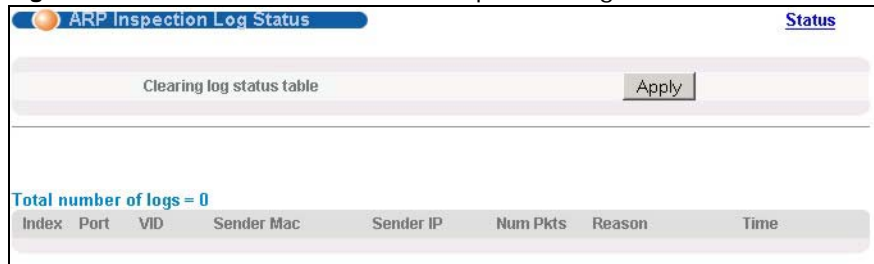 ARP Inspection Log Status
Status
Clearing log status table
Apply
Total number of logs = 0
Index Port VID Sender Mac Sender IP Num Pkts Reason Time